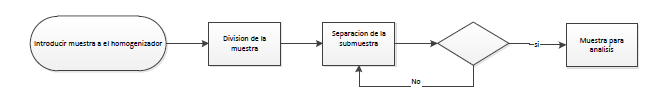 Introducir muestra a el homogenizador
Division de la
muestra
Separacion de la
submuestra
si
Muestra para
analisis
No